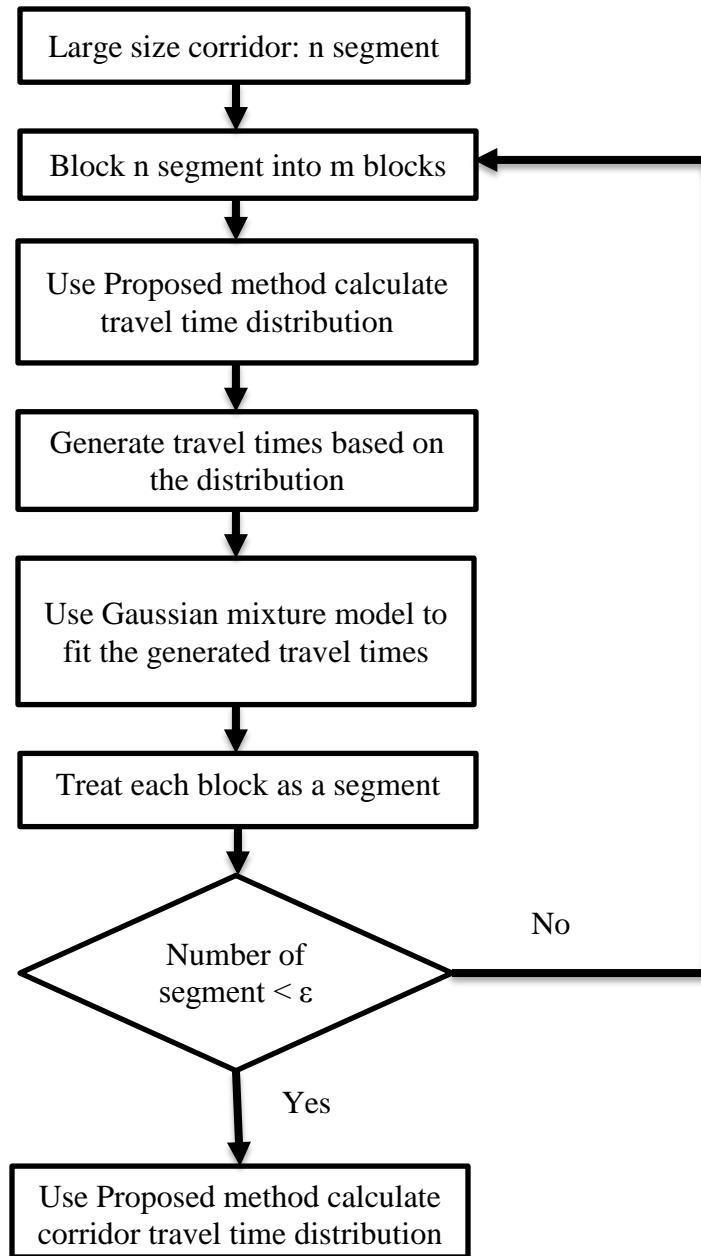 Large size corridor: n segment
Block n segment into m blocks
Use Proposed method calculate
travel time distribution
Generate travel times based on
the distribution
Use Gaussian mixture model to
fit the generated travel times
Treat each block as a segment
Number of
segment < ε
No
Yes
Use Proposed method calculate
corridor travel time distribution